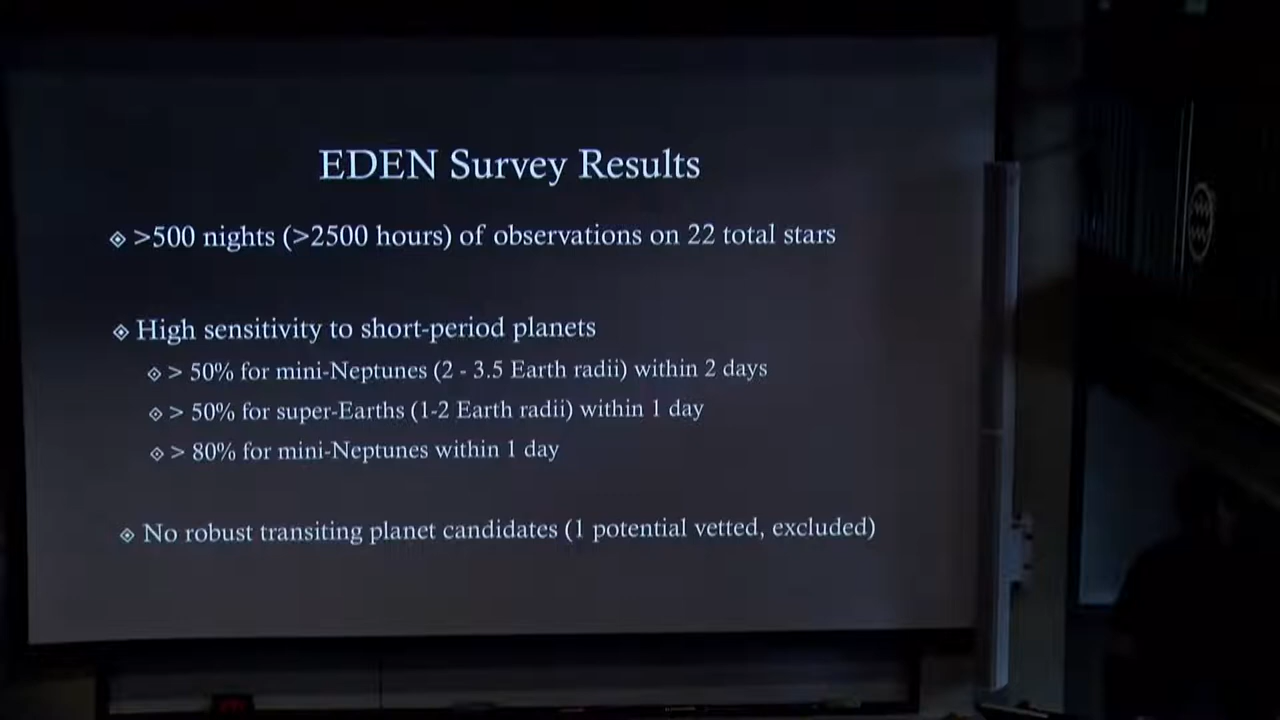 EDEN Survey Results
>500 nights (>2500 hours) of observations on 22 total stars
High sensitivity to short-period planets
> 50% for mini-Neptunes (2 - 3.5 Earth radii) within 2 days
> 50% for super-Earths (1-2 Earth radii) within 1 day
> 80% for mini-Neptunes within 1 day
No robust transiting planet candidates (1 potential vetted, excluded)